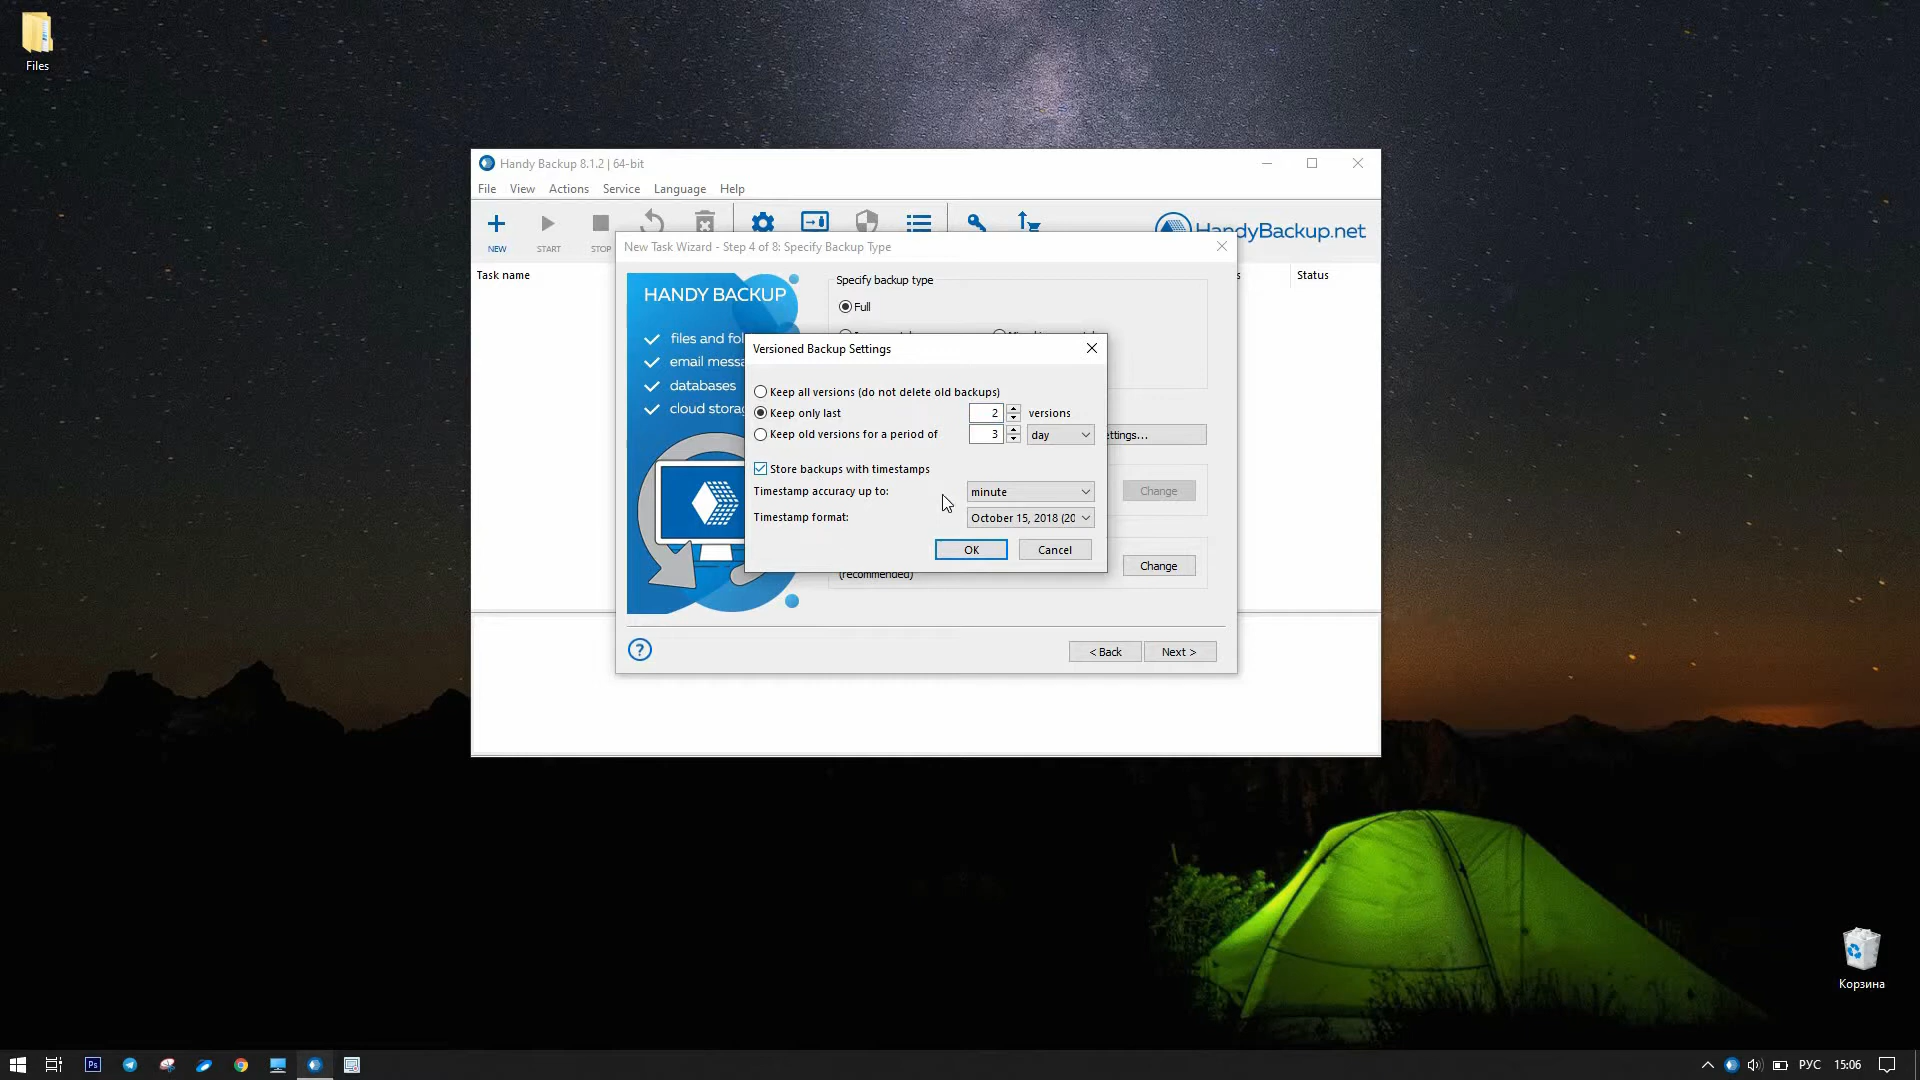 Files
Handy Backup 8.1.2 | 64-bit
File View Actions Service Language Help
NEW START STOP
HandyBackup.net
New Task Wizard - Step 4 of 8: Specify Backup Type
Task name
Status
HANDY BACKUP
files and
email
databases
cloud
Specify backup type
Full
Versioned Backup Settings
Keep all versions (do not delete old backups)
Keep only last 2 versions
Keep old versions for a period of 3 day
Store backups with timestamps
Timestamp accuracy up to: minute
Timestamp format: October 15, 2018 (20
OK Cancel
Change
(recommended)
Change
?
< Back Next >
Корзина
Ps
РУС 15:06